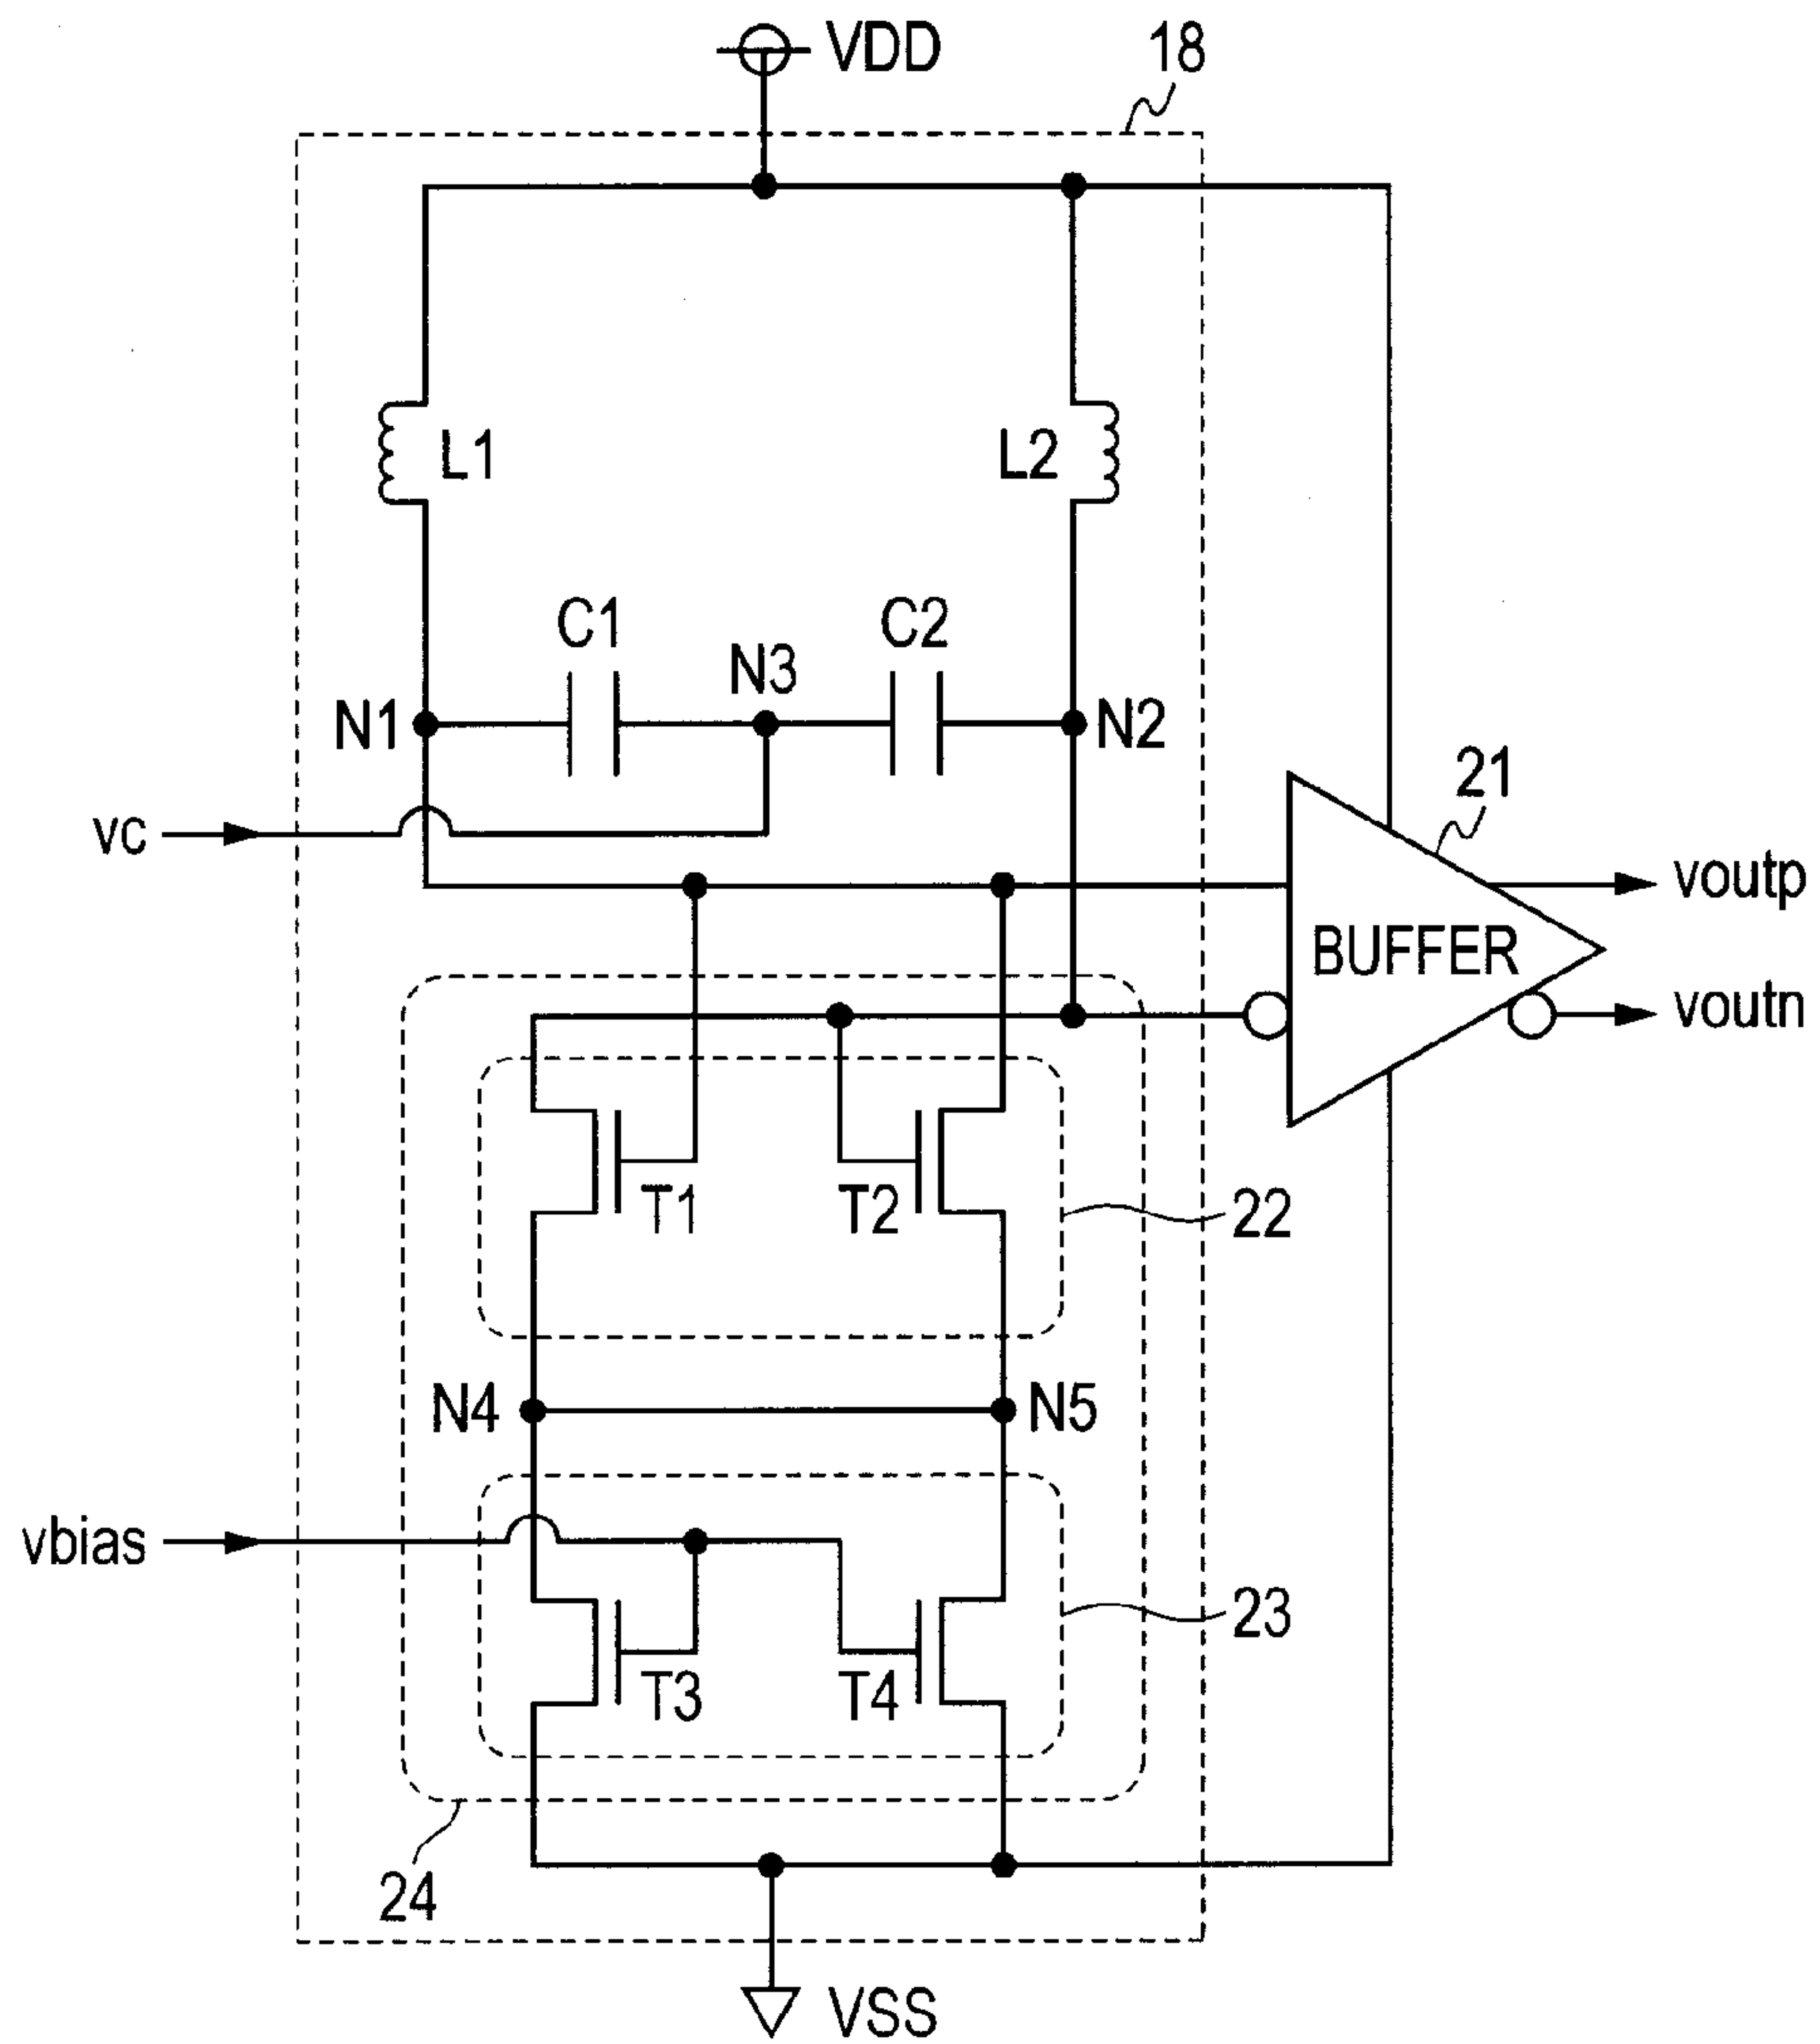 VDD
18
L1
L2
C1
C2
N3
N1
N2
21
vc
voutp
BUFFER
voutn
T1
T2
22
N4
N5
vbias
23
T3
T4
24
VSS